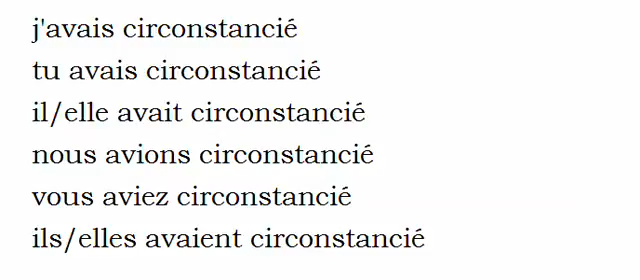 j'avais circonstancié
tu avais circonstancié
il/elle avait circonstancié
nous avions circonstancié
vous aviez circonstancié
ils/elles avaient circonstancié